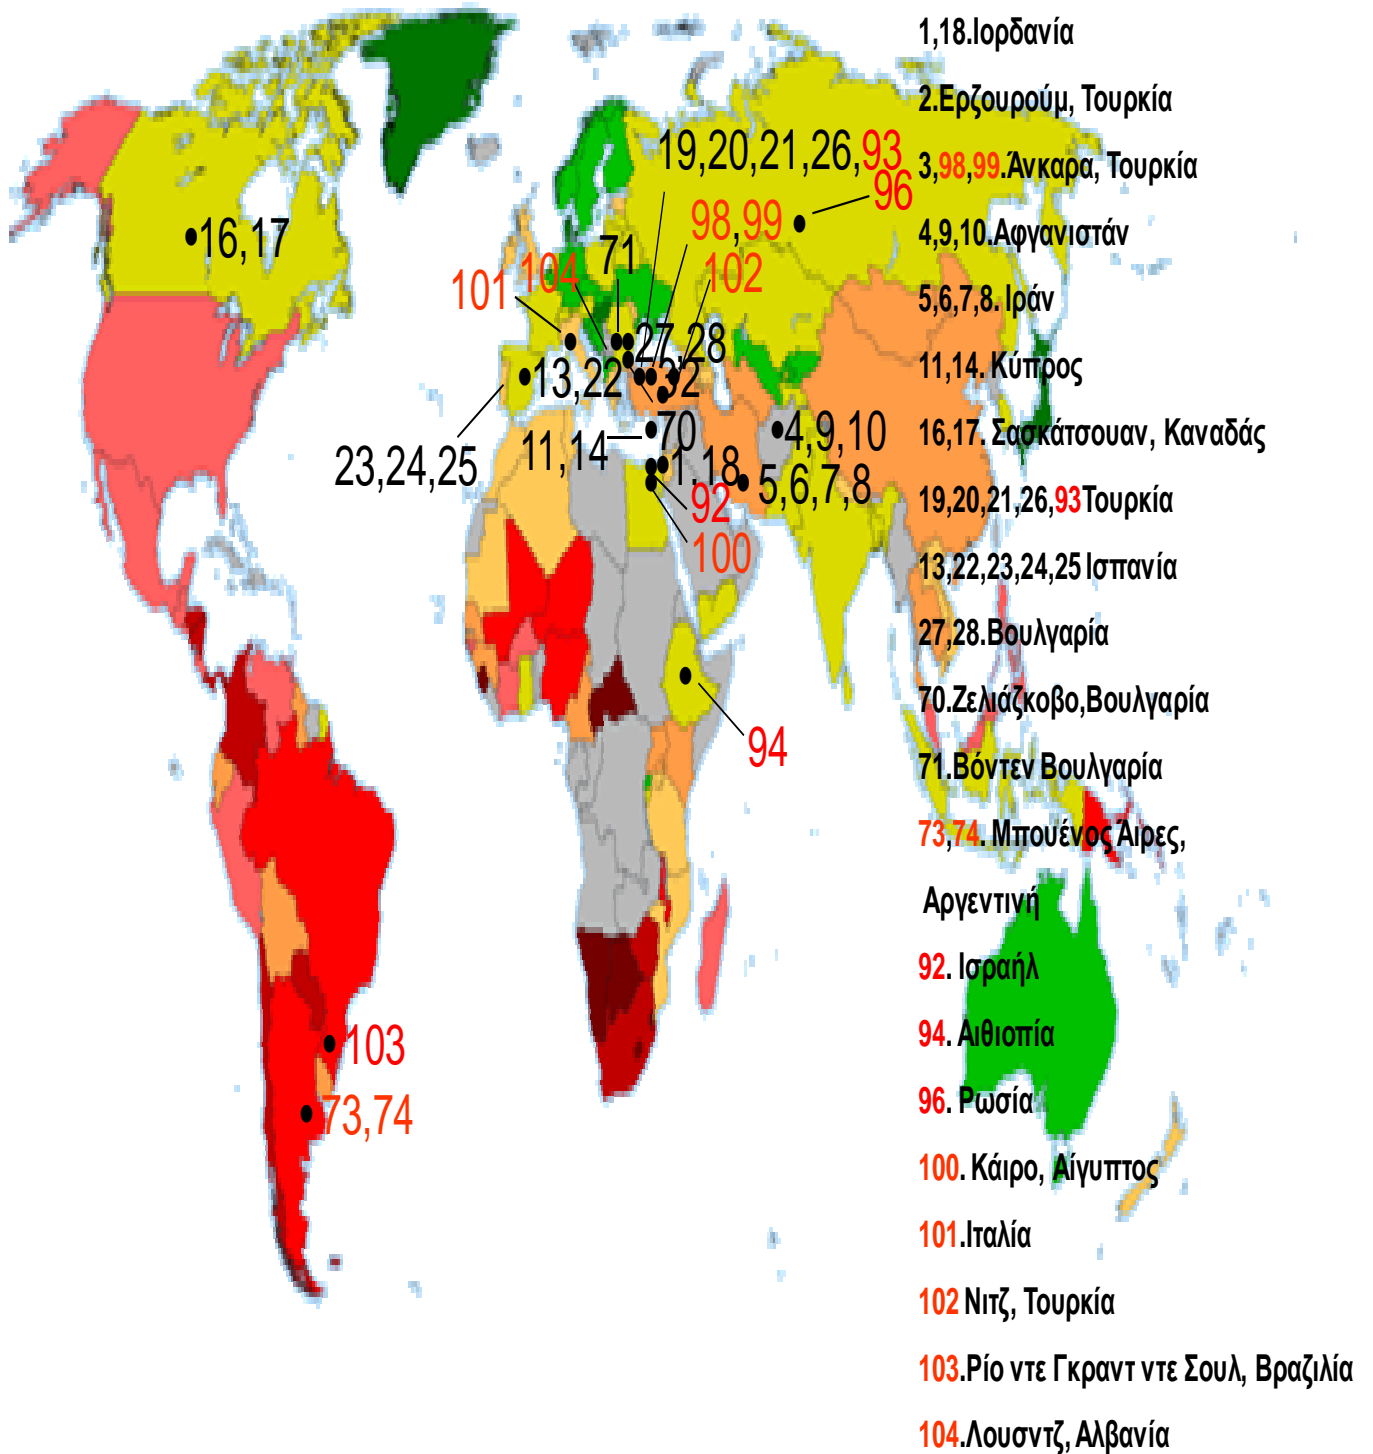 1,18.Ιορδανία
2.Ερζουρούμ, Τουρκία
19,20,21,26,93
3,98,99.Άνκαρα, Τουρκία
96
98,99
4,9,10.Αφγανιστάν
16,17
71
104
102
101
5,6,7,8. Ιράν
27,28
11,14. Κύπρος
13,22
32
70
4,9,10
16,17. Σασκάτσουαν, Καναδάς
11,14
23,24,25
1,18
5,6,7,8
92
19,20,21,26,93Τουρκία
100
13,22,23,24,25 Ισπανία
27,28.Βουλγαρία
70.Ζελιάζκοβο,Βουλγαρία
94
71.Βόντεν Βουλγαρία
73,74. Μπουένος Άιρες,
Αργεντινή
92. Ισραήλ
94. Αιθιοπία
103
96. Ρωσία
73,74
100. Κάιρο, Αίγυπτος
101.Ιταλία
102 Νιτζ, Τουρκία
103.Ρίο ντε Γκραντ ντε Σουλ, Βραζιλία
104.Λουσντζ, Αλβανία